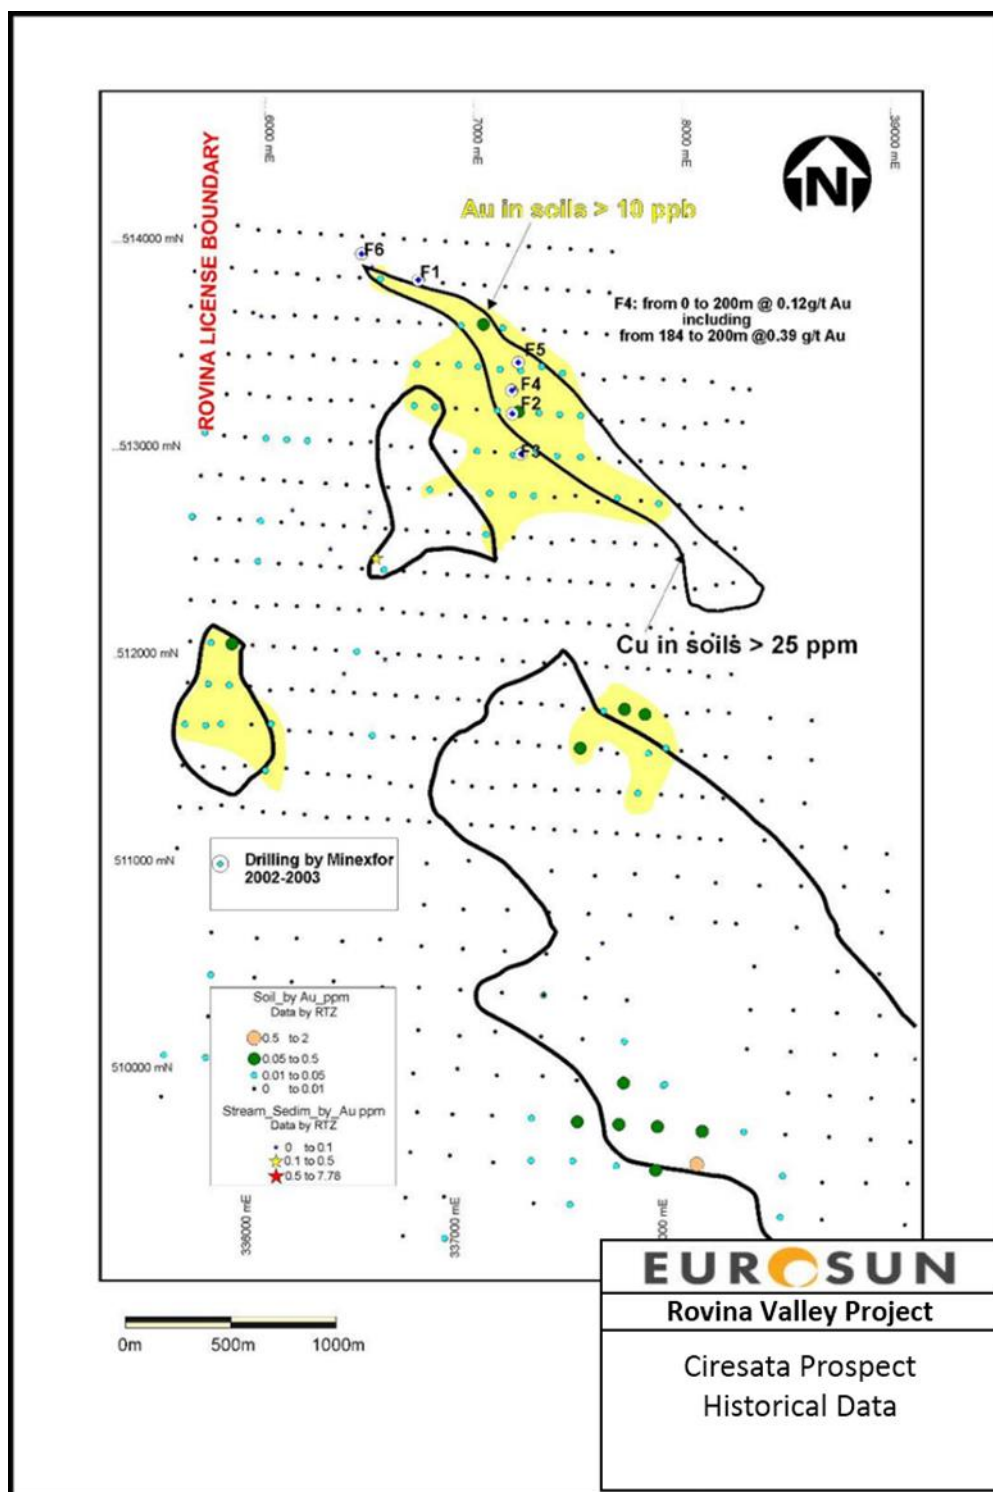 ...6000 mE
...7000 mE
...8000 mE
...39000 mE
ROVINA LICENSE BOUNDARY
N
Au in soils > 10 ppb
...514000 mN
F6
F1
F4: from 0 to 200m @ 0.12g/t Au
including
from 184 to 200m @0.39 g/t Au
F5
F4
F2
...513000 mN
F3
Cu in soils > 25 ppm
..512000 mN
511000 mN
Drilling by Minexfor
2002-2003
Soil_by Au_ppm
Data by RTZ
0.5 to 2
0.05 to 0.5
0.01 to 0.05
0 to 0.01
510000 mN
Stream_Sedim_by_Au ppm
Data by RTZ
0 to 0.1
0.1 to 0.5
0.5 to 7.78
336000 mE
337000 mE
000 mE
EUROSUN
Rovina Valley Project
Ciresata Prospect
Historical Data
0m 500m 1000m